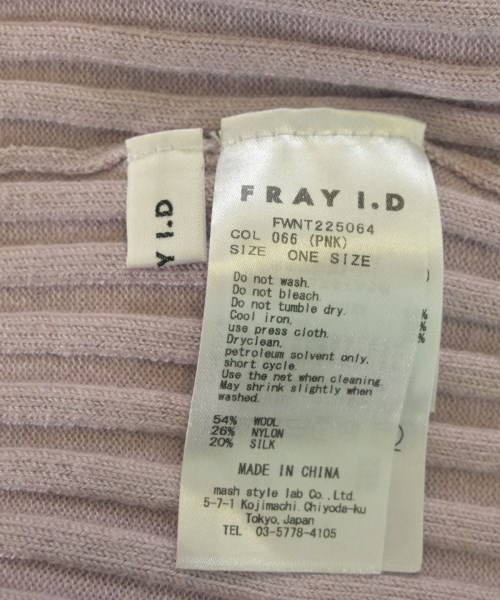 Y I.D
FRAY I.D
FWNT225064
COL 066 (PNK)
SIZE ONE SIZE
Do not wash.
Do not bleach.
Do not tumble dry.
Cool iron,
use press cloth.
Dryclean,
petroleum solvent only,
short cycle.
Use the net when cleaning.
May shrink slightly when
washed.
54% WOOL
26% NYLON
20% SILK
MADE IN CHINA
mash style lab Co.,Ltd.
5-7-1 Kojimachi, Chiyoda-ku
Tokyo, Japan
TEL 03-5778-4105
)
%
%
%